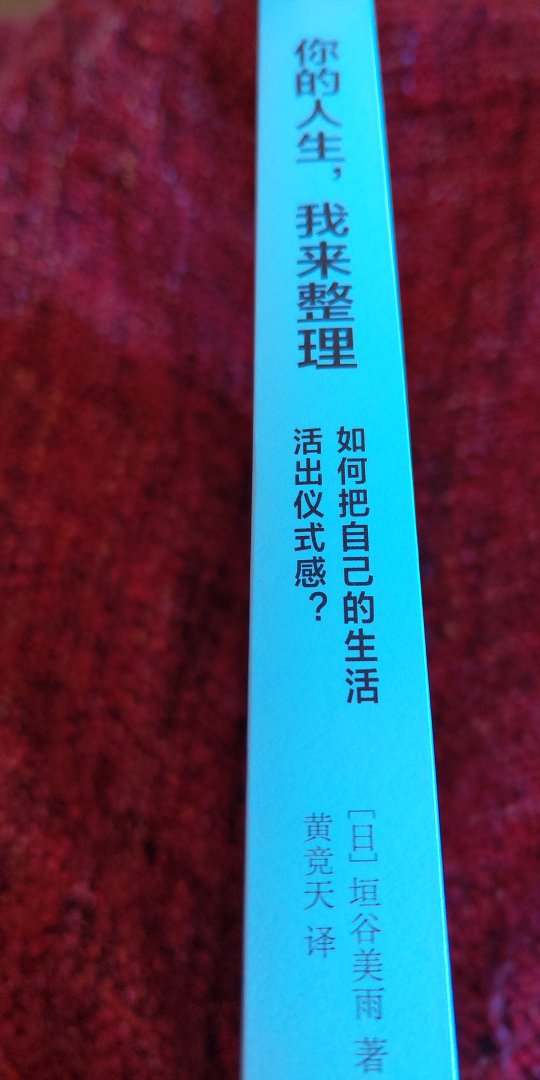 你的人生，我来整理
如何把自己的生活
活出仪式感？
[日] 垣谷美雨 著
黄竞天 译